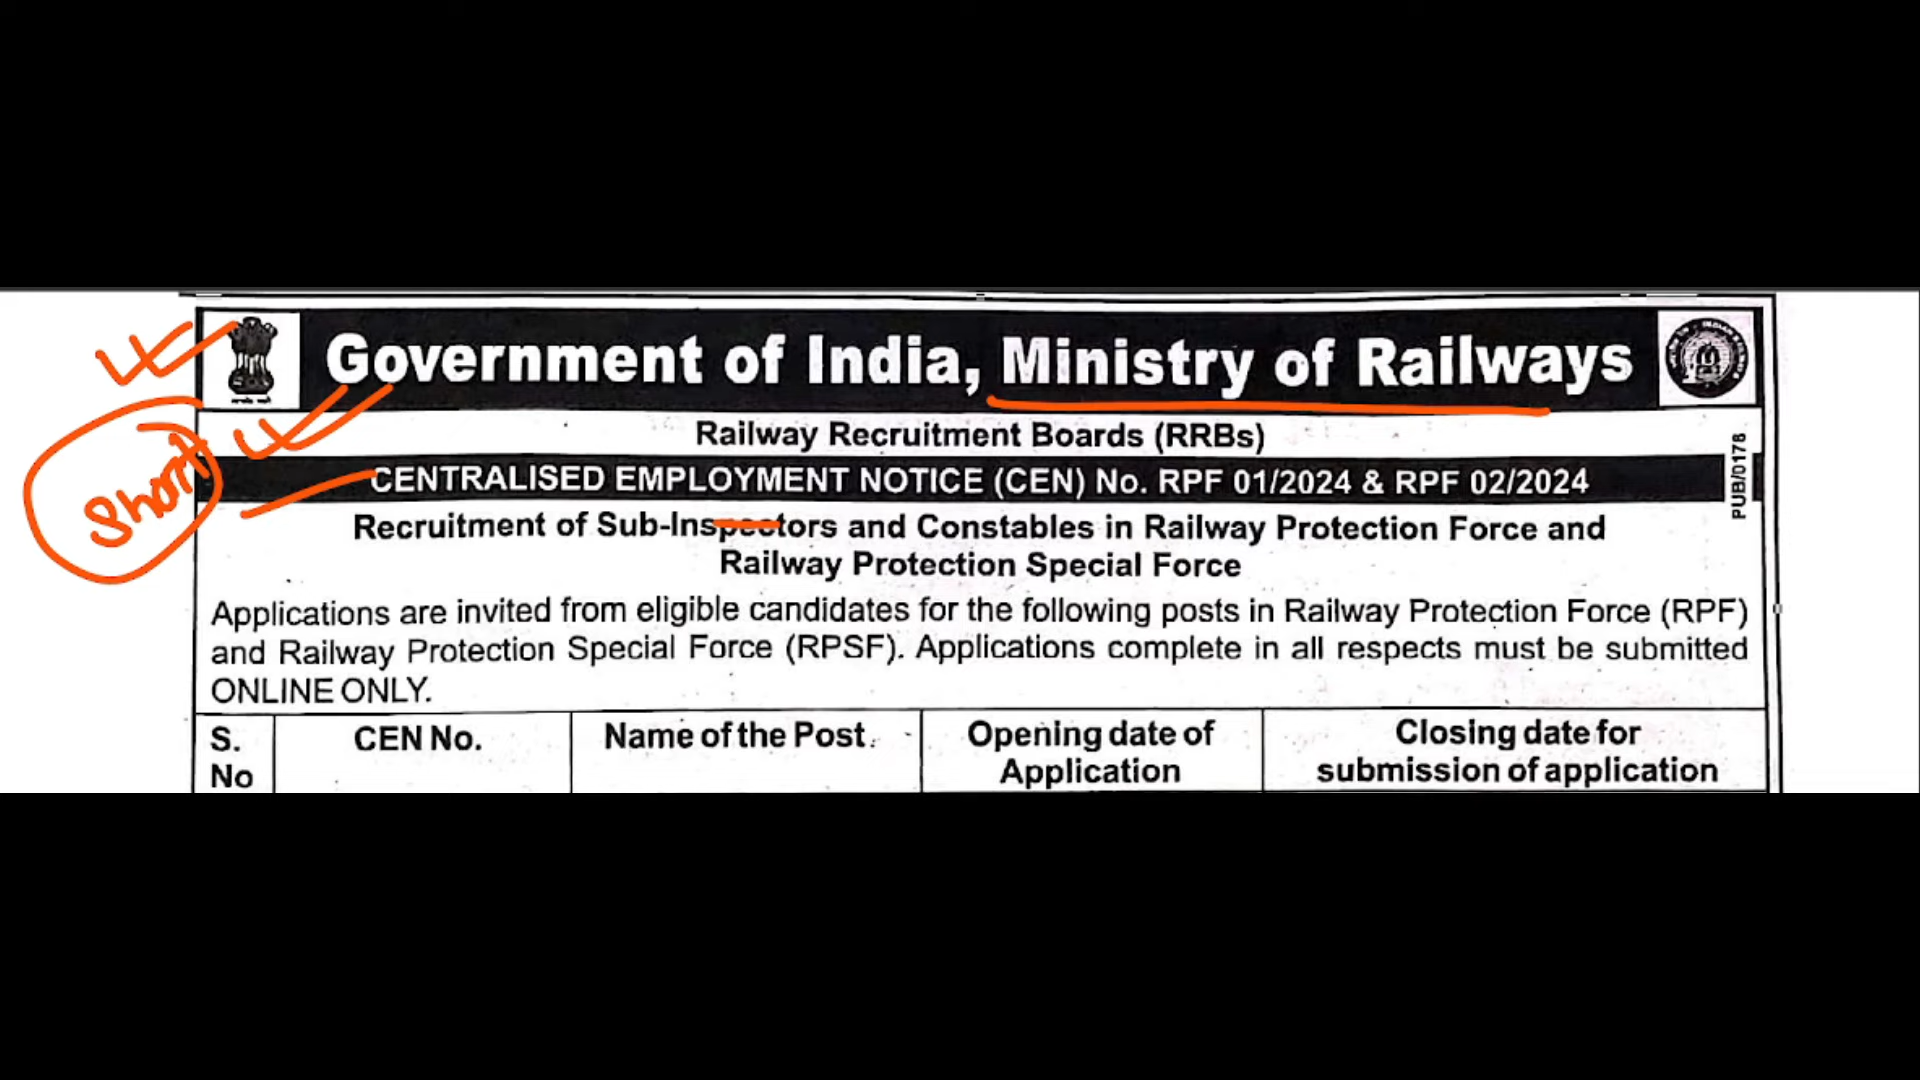 Government of India, Ministry of Railways
Railway Recruitment Boards (RRBs)
Short
CENTRALISED EMPLOYMENT NOTICE (CEN) No. RPF 01/2024 & RPF 02/2024
PUB/0178
Recruitment of Sub-Inspectors and Constables in Railway Protection Force and
Railway Protection Special Force
Applications are invited from eligible candidates for the following posts in Railway Protection Force (RPF)
and Railway Protection Special Force (RPSF). Applications complete in all respects must be submitted
ONLINE ONLY.
S. No
CEN No.
Name of the Post
Opening date of
Application
Closing date for
submission of application